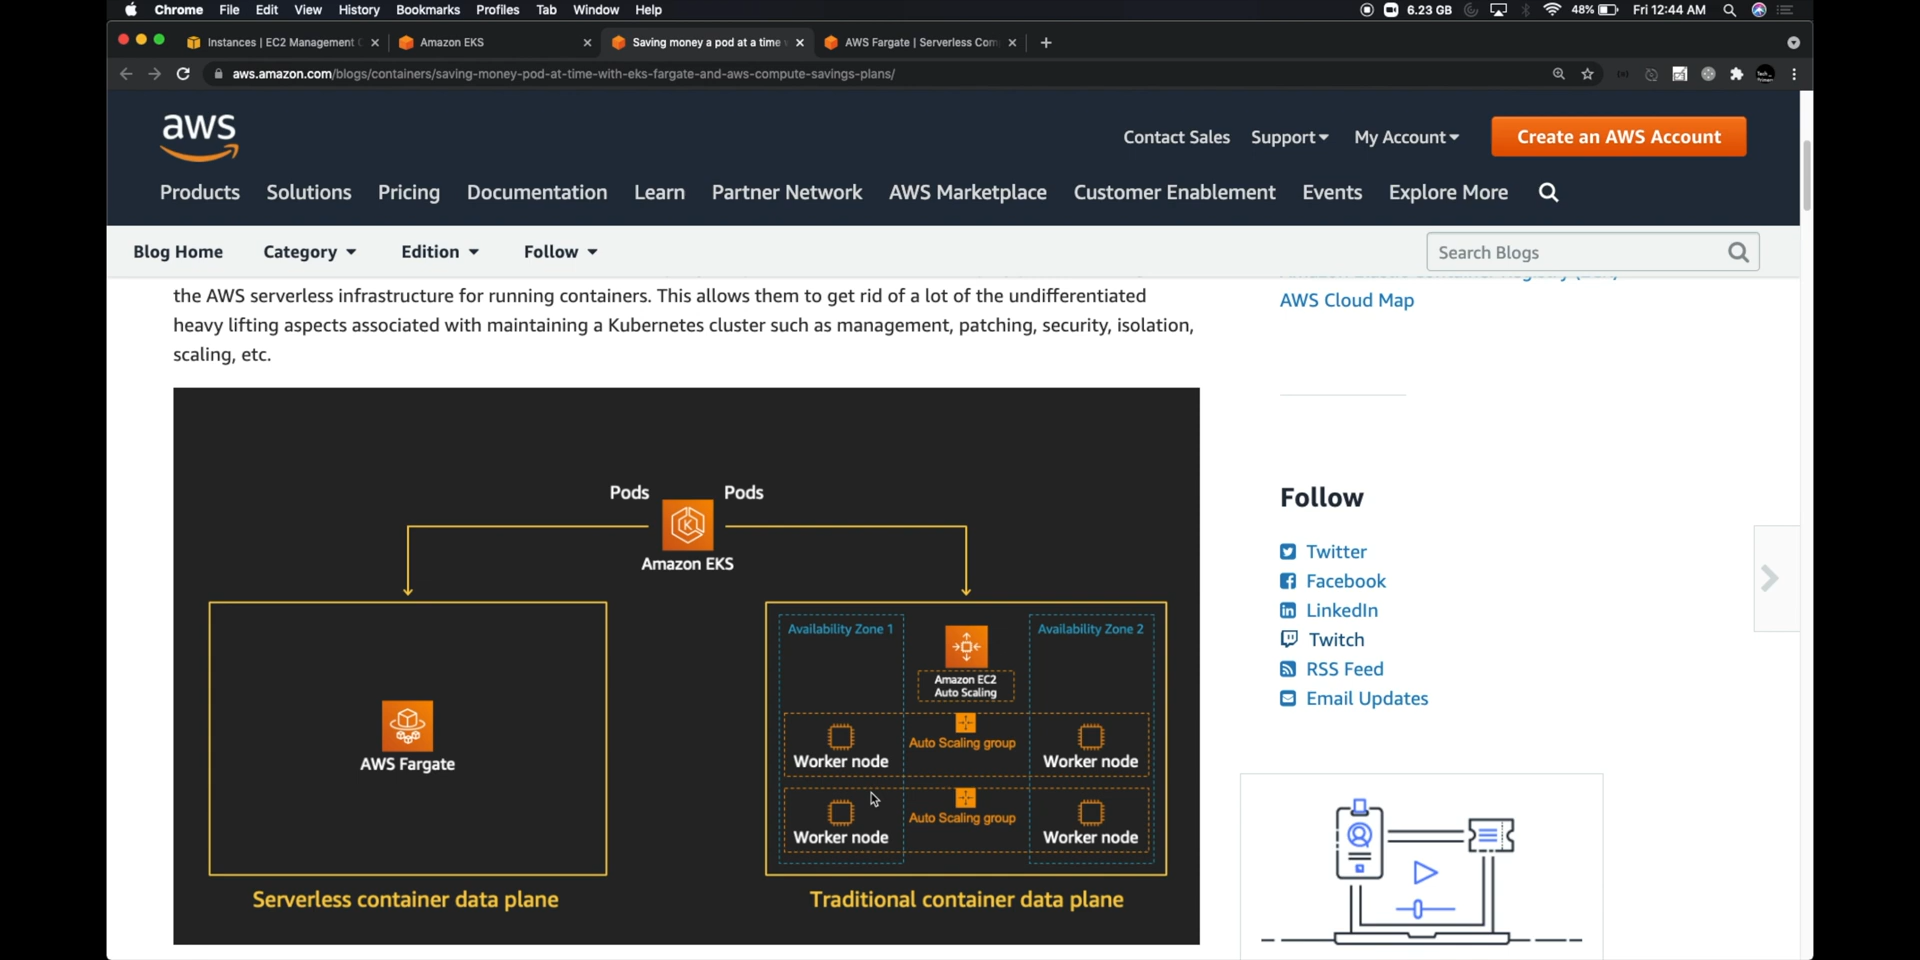 Chrome File Edit View History Bookmarks Profiles Tab Window Help 6.23 GB 48% Fri 12:44 AM
Instances | EC2 Management Amazon EKS Saving money a pod at a time AWS Fargate | Serverless Com
aws.amazon.com/blogs/containers/saving-money-pod-at-time-with-eks-fargate-and-aws-compute-savings-plans/
aws
Contact Sales Support My Account Create an AWS Account
Products Solutions Pricing Documentation Learn Partner Network AWS Marketplace Customer Enablement Events Explore More
Blog Home Category Edition Follow Search Blogs
the AWS serverless infrastructure for running containers. This allows them to get rid of a lot of the undifferentiated
heavy lifting aspects associated with maintaining a Kubernetes cluster such as management, patching, security, isolation,
scaling, etc.
Pods Pods
Amazon EKS
AWS Fargate
Serverless container data plane
Availability Zone 1 Availability Zone 2
Amazon EC2
Auto Scaling
Auto Scaling group
Worker node Worker node
Auto Scaling group
Worker node Worker node
Traditional container data plane
AWS Cloud Map
Follow
Twitter
Facebook
LinkedIn
Twitch
RSS Feed
Email Updates